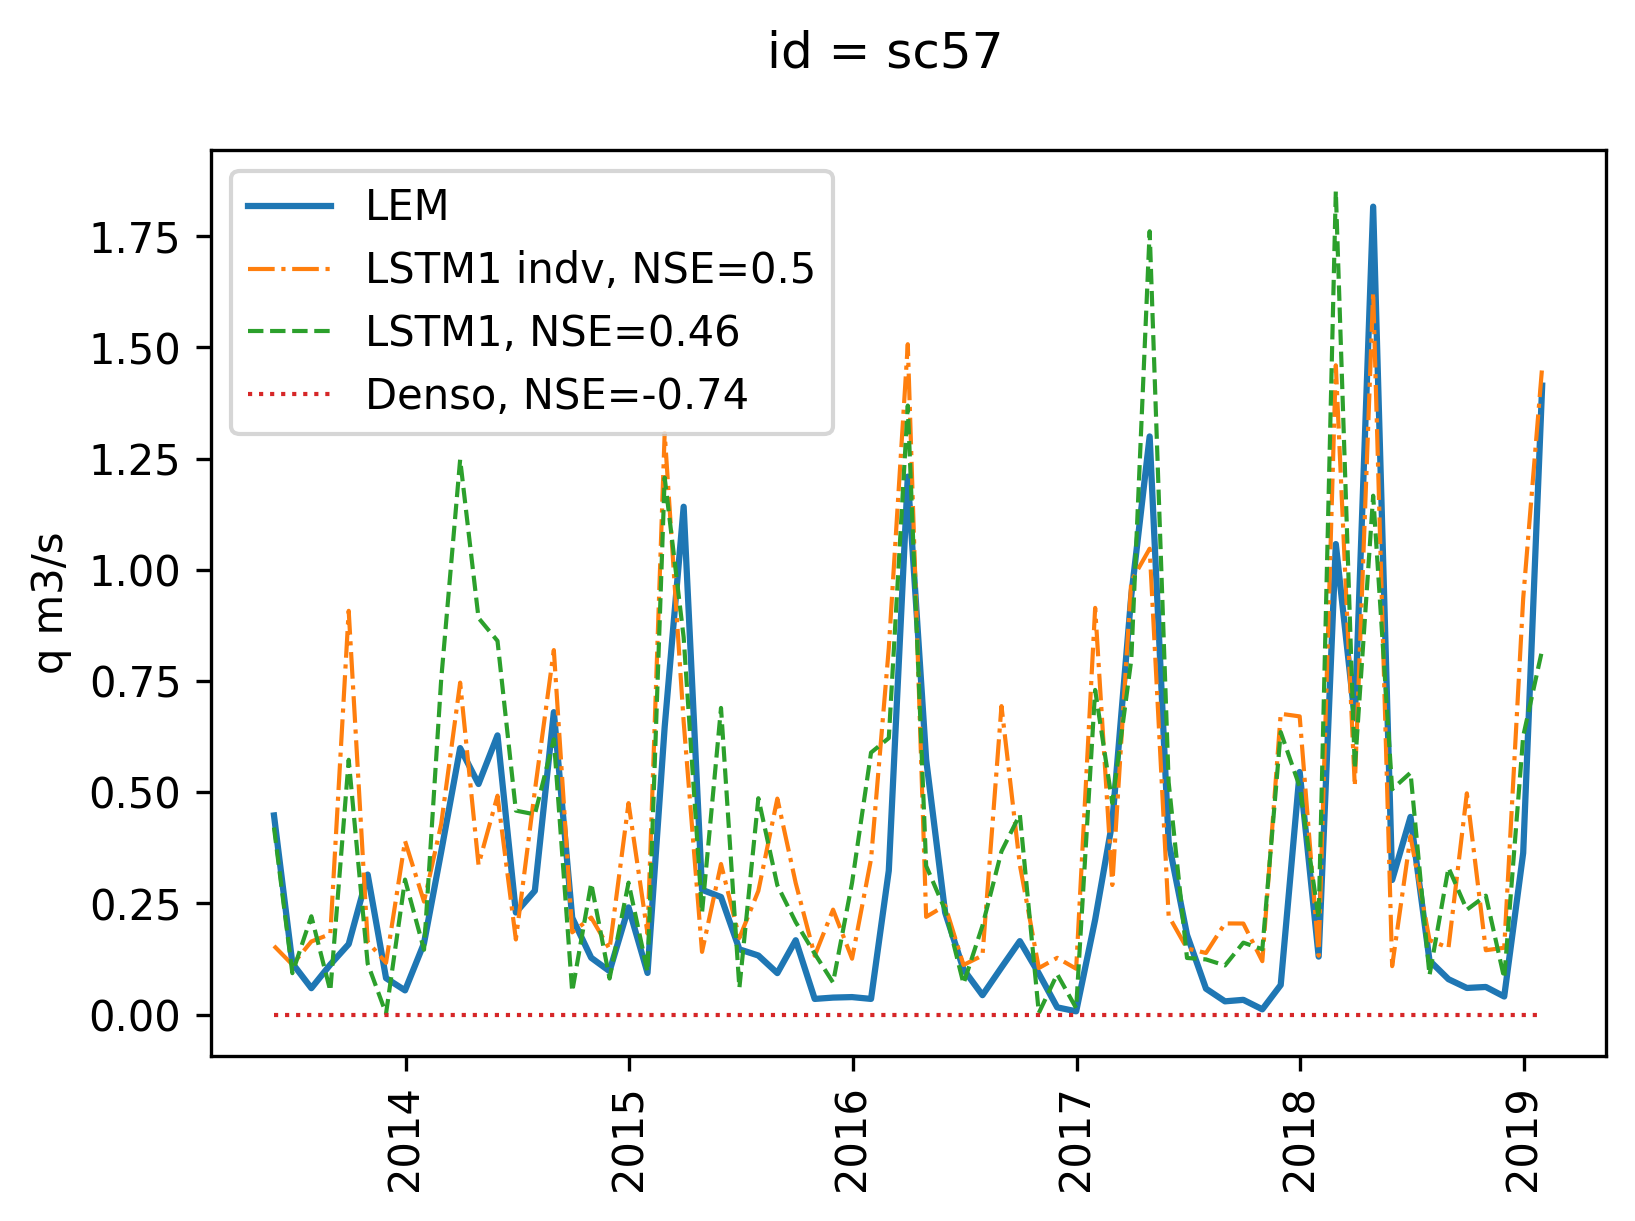 id = sc57
LEM
LSTM1 indv, NSE=0.5
LSTM1, NSE=0.46
Denso, NSE=-0.74
q m3/s
1.75
1.50
1.25
1.00
0.75
0.50
0.25
0.00
2014
2015
2016
2017
2018
2019